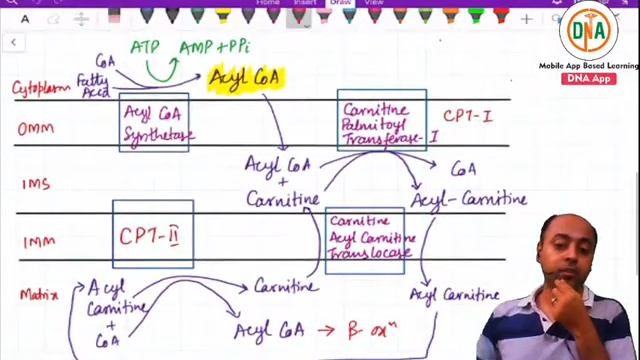 Home
Insert
Draw
View
DNA
Mobile App Based Learning
DNA App
ATP
AMP + PPi
CoA
Fatty
Acid
Acyl CoA
Cytoplasm
OMM
Acyl CoA
Synthetase
Carnitine
Palmitoyl
Transferase-I
CPT-I
IMS
Acyl CoA
+
Carnitine
CoA
Acyl-Carnitine
IMM
CPT-II
Carnitine
Acyl Carnitine
Translocase
Matrix
Acyl
Carnitine
+
CoA
Carnitine
Acyl Carnitine
Acyl CoA → β-oxⁿ